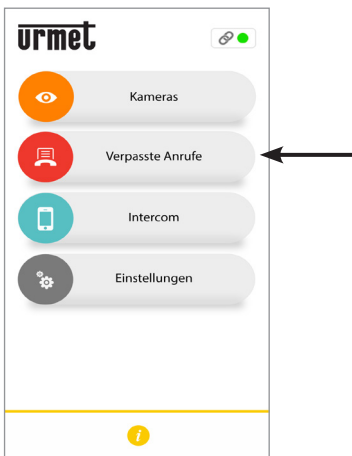 urmet
Kameras
Verpasste Anrufe
Intercom
Einstellungen
i